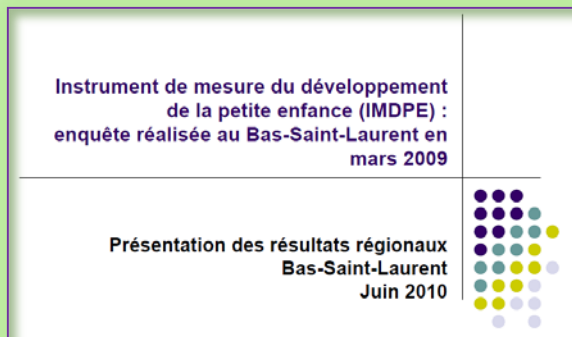 Instrument de mesure du développement
de la petite enfance (IMDPE) :
enquête réalisée au Bas-Saint-Laurent en
mars 2009
Présentation des résultats régionaux
Bas-Saint-Laurent
Juin 2010